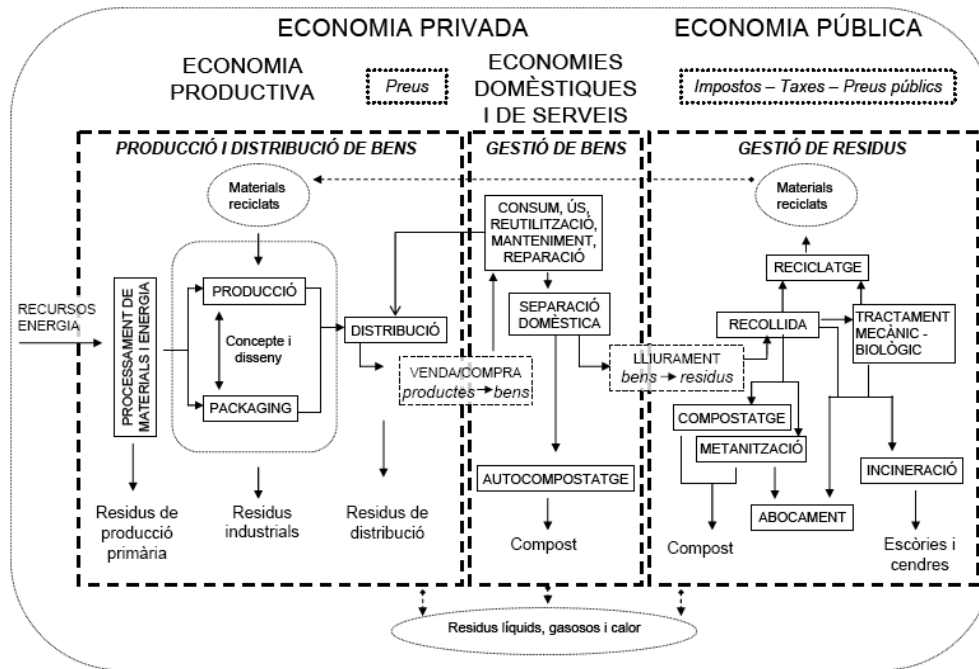 ECONOMIA PRIVADA
ECONOMIA PÚBLICA
ECONOMIA
PRODUCTIVA
Preus
ECONOMIES
DOMÈSTIQUES
I DE SERVEIS
Impostos – Taxes – Preus públics
PRODUCCIÓ I DISTRIBUCIÓ DE BENS
GESTIÓ DE BENS
GESTIÓ DE RESIDUS
Materials
reciclats
Materials
reciclats
CONSUM, ÚS,
REUTILITZACIÓ,
MANTENIMENT,
REPARACIÓ
RECICLATGE
RECURSOS
ENERGIA
PROCESSAMENT DE
MATERIALS I ENERGIA
PRODUCCIÓ
Concepte i
disseny
PACKAGING
DISTRIBUCIÓ
SEPARACIÓ
DOMÈSTICA
RECOLLIDA
TRACTAMENT
MECÀNIC -
BIOLÒGIC
VENDA/COMPRA
productes bens
LLIURAMENT
bens residus
COMPOSTATGE
METANITZACIÓ
AUTOCOMPOSTATGE
INCINERACIÓ
ABOCAMENT
Residus de
producció
primària
Residus
industrials
Residus de
distribució
Compost
Compost
Escòries i
cendres
Residus líquids, gasosos i calor